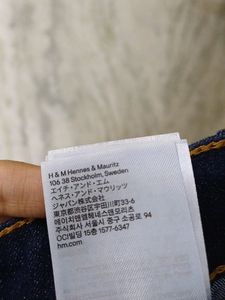 H & M Hennes & Mauritz
106 38 Stockholm, Sweden
エイチ・アンド・エム
ヘネス・アンド・マウリッツ
ジャパン株式会社
東京都渋谷区宇田川町33-6
에이치앤엠헤네스앤모리츠
주식회사 서울시 중구 소공로 94
OCI빌딩 15층 1577-6347
hm.com